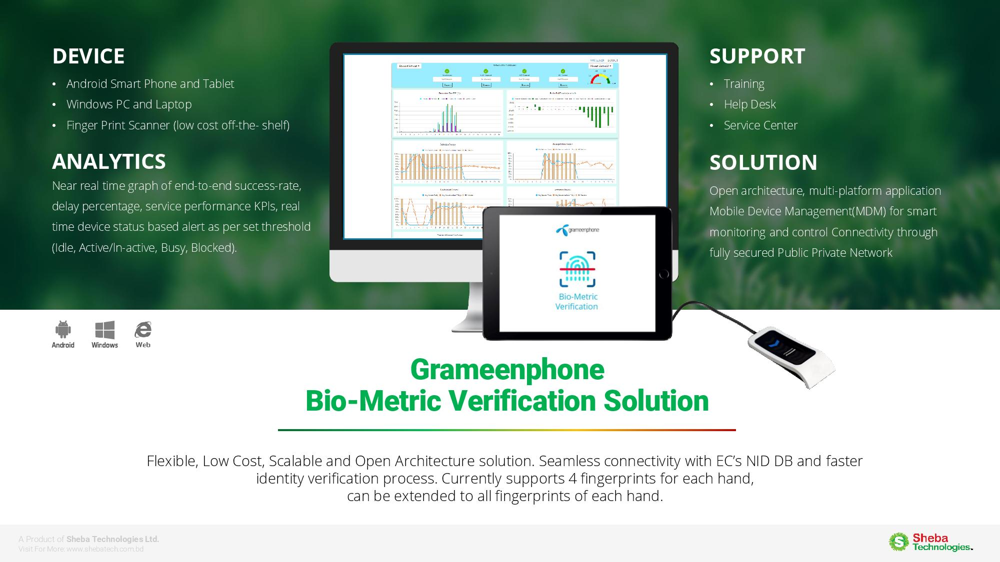 DEVICE
• Android Smart Phone and Tablet
• Windows PC and Laptop
• Finger Print Scanner (low cost off-the- shelf)
ANALYTICS
Near real time graph of end-to-end success-rate,
delay percentage, service performance KPls, real
time device status based alert as per set threshold
(Idle, Active/In-active, Busy, Blocked).
LOGOUT
grameenphone
Bio-Metric
Verification
SUPPORT
• Training
• Help Desk
• Service Center
SOLUTION
Open architecture, multi-platform application
Mobile Device Management(MDM) for smart
monitoring and control Connectivity through
fully secured Public Private Network
Android Windows Web
Grameenphone
Bio-Metric Verification Solution
Flexible, Low Cost, Scalable and Open Architecture solution. Seamless connectivity with EC’s NID DB and faster
identity verification process. Currently supports 4 fingerprints for each hand,
can be extended to all fingerprints of each hand.
A Product of Sheba Technologies Ltd.
Visit For More: www.shebatech.com.bd
Sheba
Technologies